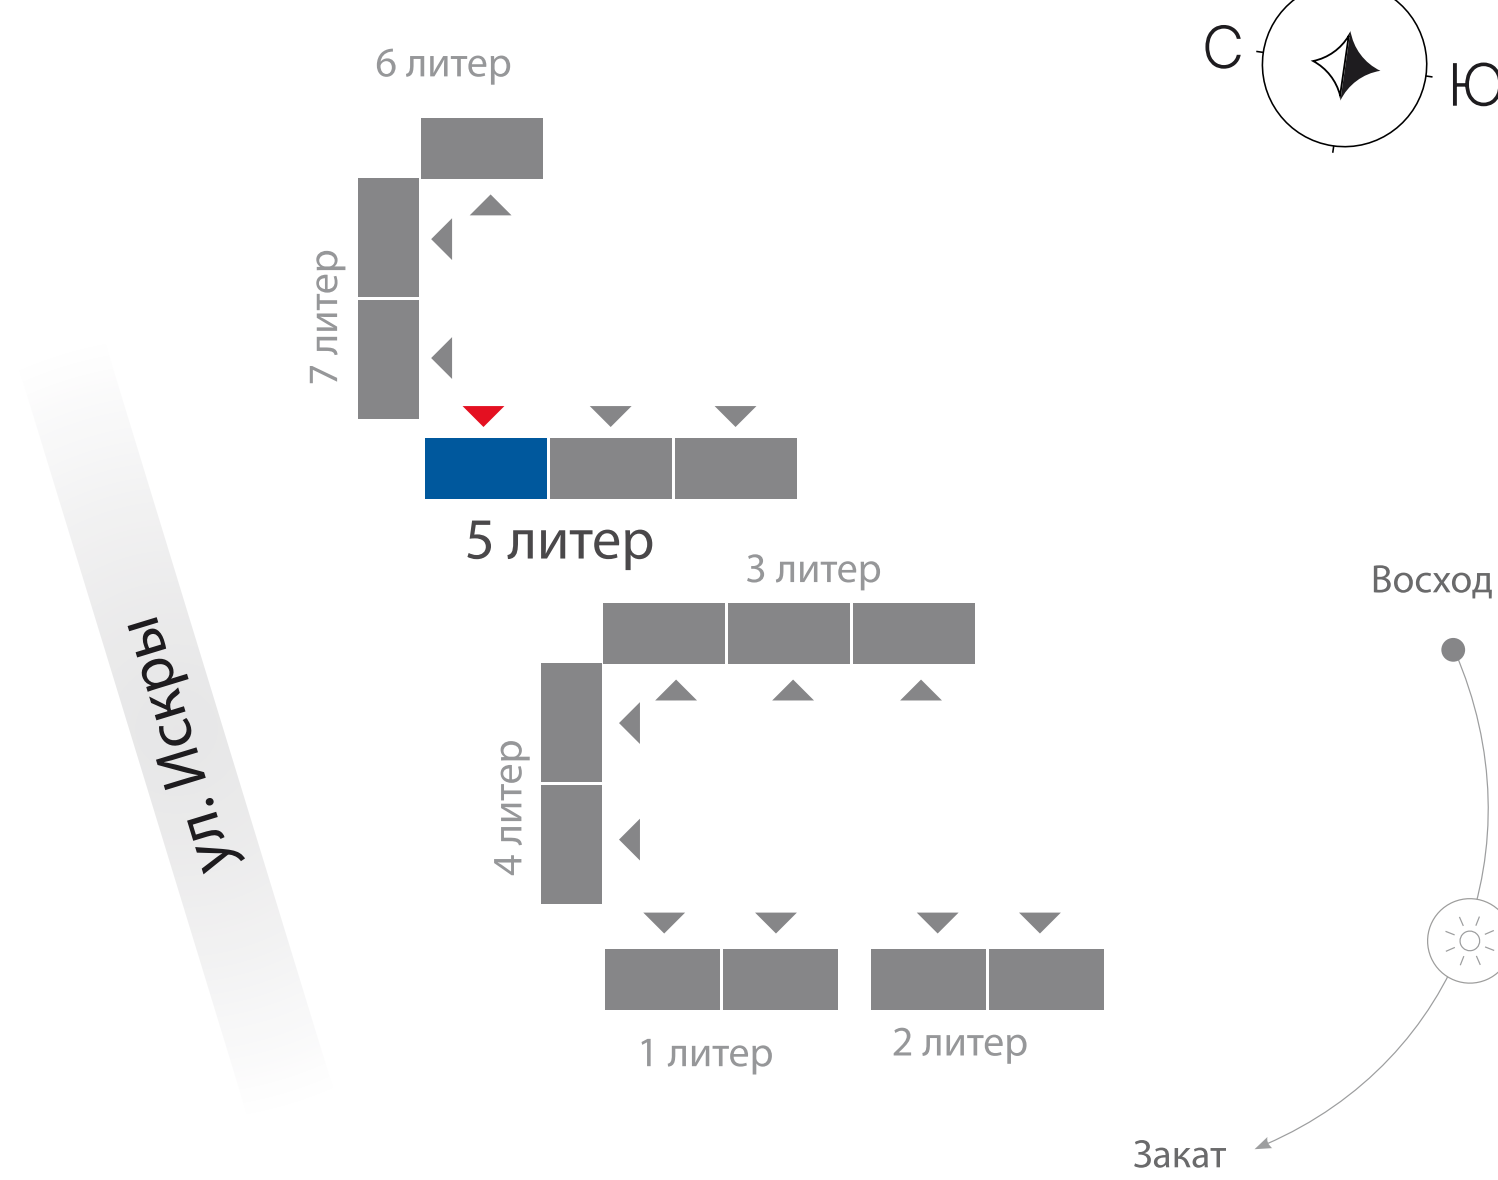 6 литер
С
Ю
7 литер
5 литер
3 литер
Восход
ул. Искры
4 литер
1 литер
2 литер
Закат